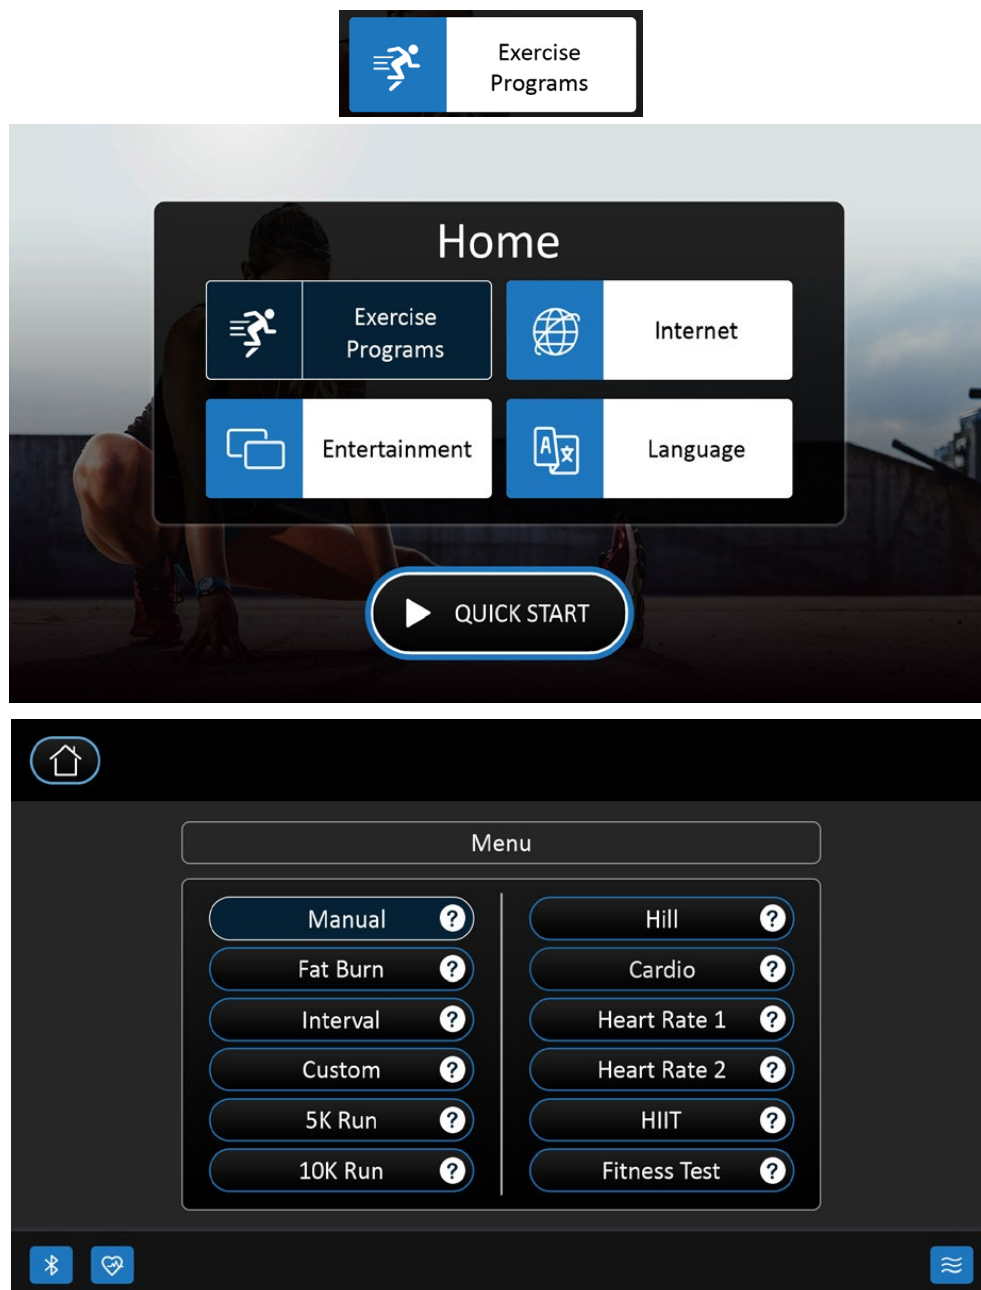 Exercise
Programs
Home
Exercise
Programs
Internet
Entertainment
A
Language
QUICK START
Menu
Manual ?
Hill ?
Fat Burn ?
Cardio ?
Interval ?
Heart Rate 1 ?
Custom ?
Heart Rate 2 ?
5K Run ?
HIIT ?
10K Run ?
Fitness Test ?